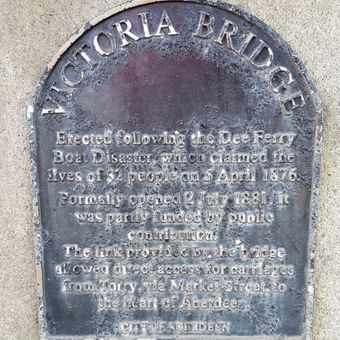 VICTORIA BRIDGE
Erected following the Dee Ferry
Boat Disaster, which claimed the
lives of 32 people on 5 April 1876.
Formally opened 2 July 1881, it
was partly funded by public
contribution.
The link provided by the bridge
allowed direct access for carriages
from Torry, via Market Street, to
the heart of Aberdeen.
CITY OF ABERDEEN